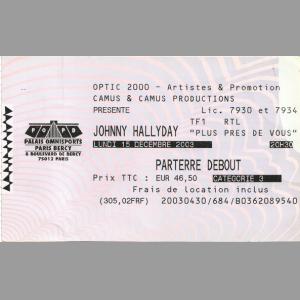 OPTIC 2000 - Artistes & Promotion
CAMUS & CAMUS PRODUCTIONS
PRESENTE Lic. 7930 et 7934
TF1 RTL
JOHNNY HALLYDAY "PLUS PRES DE VOUS"
LUNDI 15 DECEMBRE 2003 20H30
POPB
PALAIS OMNISPORTS
PARIS BERCY
8 BOULEVARD DE BERCY
75012 PARIS
PARTERRE DEBOUT
Prix TTC : EUR 46,50 CATEGORIE 3
Frais de location inclus
(305,02FRF) 20030430/684/B0362089540